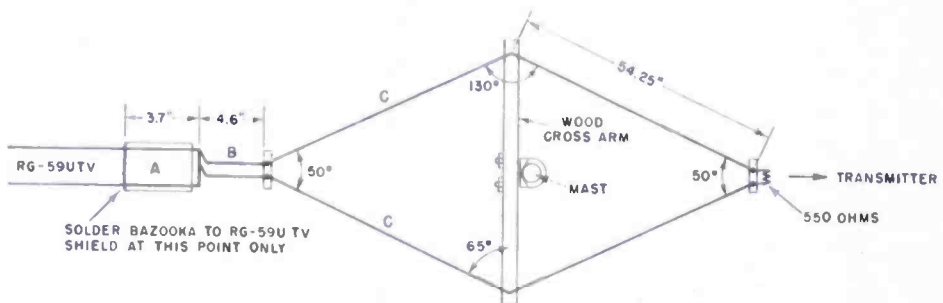 54.25"
C
130°
3.7"
4.6"
WOOD
CROSS ARM
RG-59UTV
A
B
50°
MAST
50°
TRANSMITTER
SOLDER BAZOOKA TO RG-59U TV
SHIELD AT THIS POINT ONLY
C
65°
550 OHMS